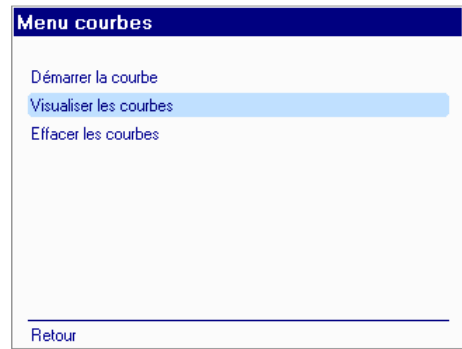 Menu courbes
Démarrer la courbe
Visualiser les courbes
Effacer les courbes
Retour